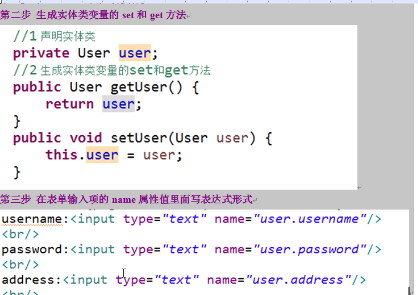 第二步 生成实体类变量的 set 和 get 方法
//1 声明实体类
private User user;
//2 生成实体类变量的set和get方法
public User getUser() {
return user;
}
public void setUser(User user) {
this.user = user;
}
第三步 在表单输入项的 name 属性值里面写表达式形式
username:<input type="text" name="user.username"/>
<br/>
password:<input type="text" name="user.password"/>
<br/>
address:<input type="text" name="user.address"/>
<br/>